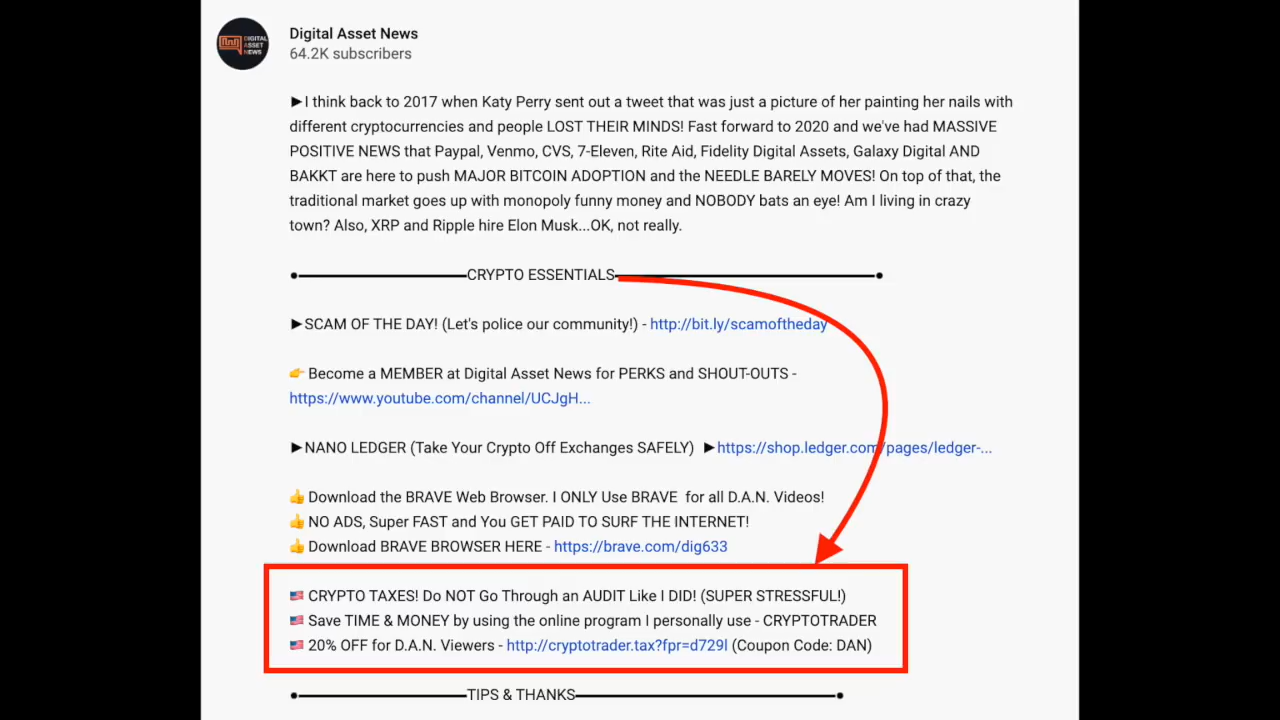 DIGITAL
ASSET
NEWS
Digital Asset News
64.2K subscribers
►I think back to 2017 when Katy Perry sent out a tweet that was just a picture of her painting her nails with
different cryptocurrencies and people LOST THEIR MINDS! Fast forward to 2020 and we've had MASSIVE
POSITIVE NEWS that Paypal, Venmo, CVS, 7-Eleven, Rite Aid, Fidelity Digital Assets, Galaxy Digital AND
BAKKT are here to push MAJOR BITCOIN ADOPTION and the NEEDLE BARELY MOVES! On top of that, the
traditional market goes up with monopoly funny money and NOBODY bats an eye! Am I living in crazy
town? Also, XRP and Ripple hire Elon Musk...OK, not really.
CRYPTO ESSENTIALS
►SCAM OF THE DAY! (Let's police our community!) - http://bit.ly/scamoftheday
👉 Become a MEMBER at Digital Asset News for PERKS and SHOUT-OUTS -
https://www.youtube.com/channel/UCJgH...
►NANO LEDGER (Take Your Crypto Off Exchanges SAFELY) ►https://shop.ledger.com/pages/ledger-...
👍 Download the BRAVE Web Browser. I ONLY Use BRAVE for all D.A.N. Videos!
👍 NO ADS, Super FAST and You GET PAID TO SURF THE INTERNET!
👍 Download BRAVE BROWSER HERE - https://brave.com/dig633
🇺🇸 CRYPTO TAXES! Do NOT Go Through an AUDIT Like I DID! (SUPER STRESSFUL!)
🇺🇸 Save TIME & MONEY by using the online program I personally use - CRYPTOTRADER
🇺🇸 20% OFF for D.A.N. Viewers - http://cryptotrader.tax?fpr=d729l (Coupon Code: DAN)
TIPS & THANKS